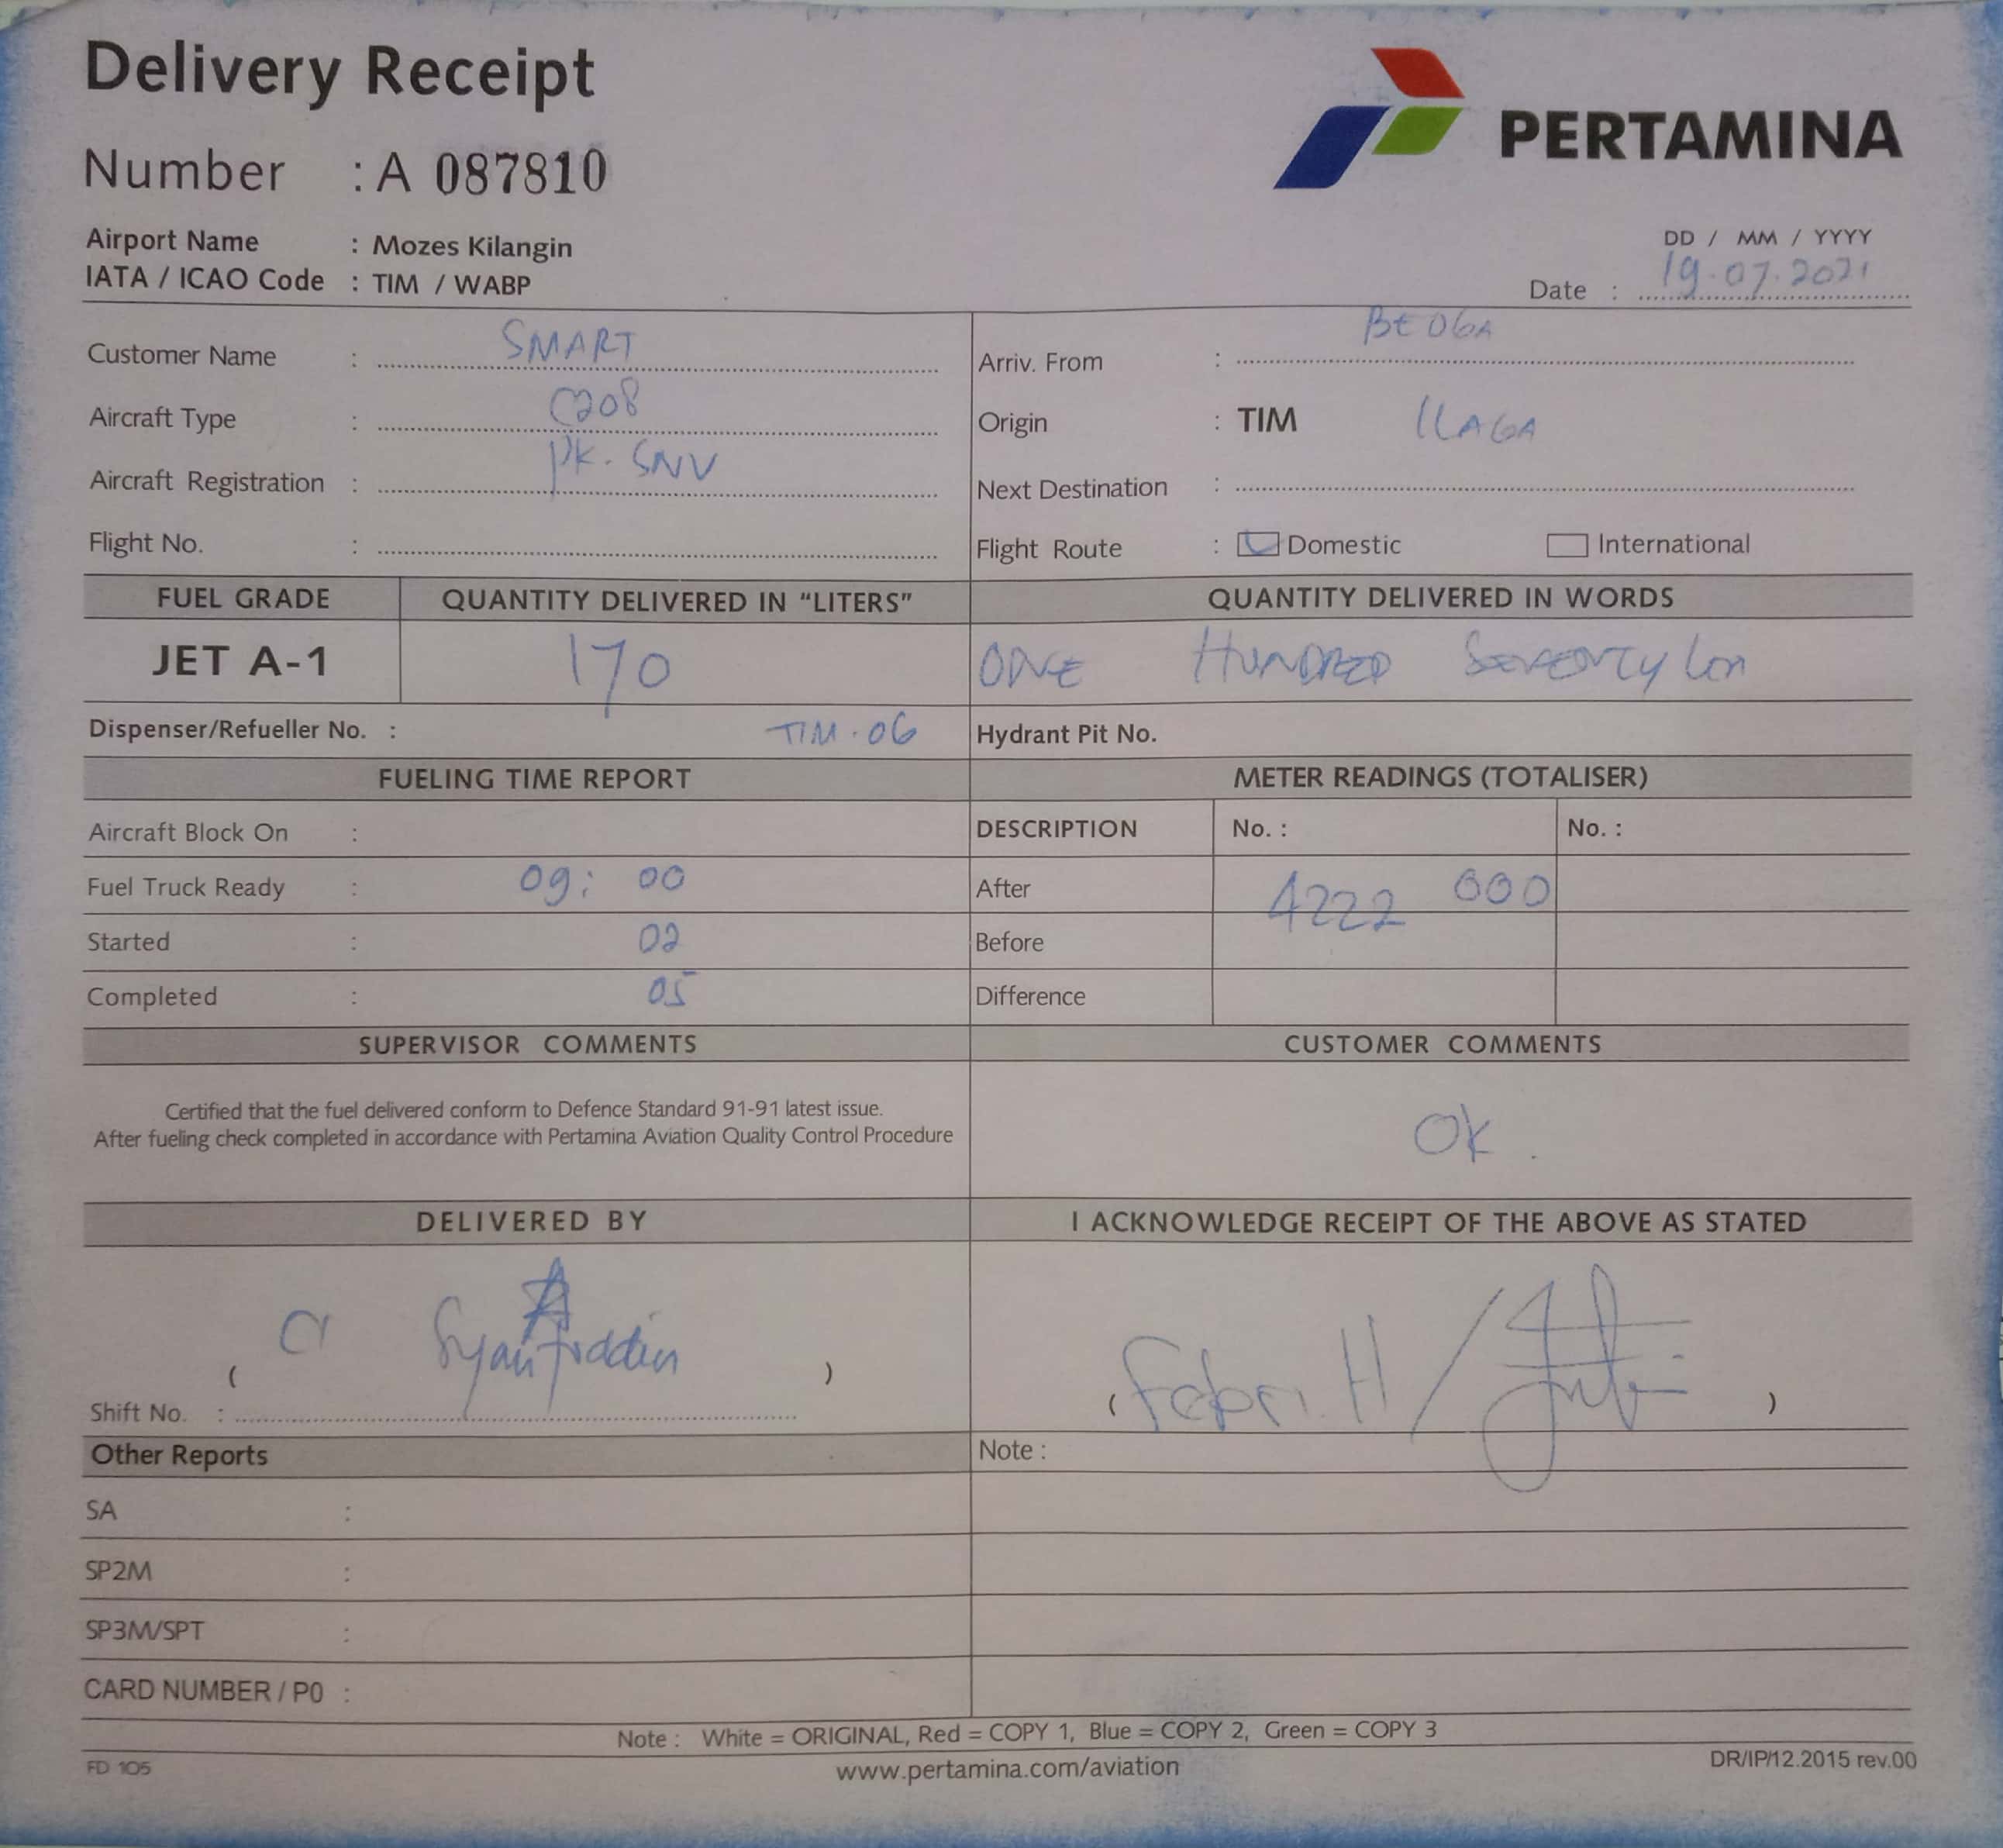 Delivery Receipt
PERTAMINA
Number : A 087810
Airport Name : Mozes Kilangin
IATA / ICAO Code : TIM / WABP
DD / MM / YYYY
Date : 19.07.2021
Customer Name : SMART
Aircraft Type : C208
Aircraft Registration : PK. SNV
Flight No. :
Arriv. From : BEOGA
Origin : TIM ILAGA
Next Destination :
Flight Route : Domestic International
FUEL GRADE QUANTITY DELIVERED IN "LITERS" QUANTITY DELIVERED IN WORDS
JET A-1 170 ONE HUNDRED SEVENTY
Dispenser/Refueller No. : TIM . 06 Hydrant Pit No.
FUELING TIME REPORT METER READINGS (TOTALISER)
Aircraft Block On : DESCRIPTION No. : No. :
Fuel Truck Ready : 09 : 00 After 4222 000
Started : 02 Before
Completed : 05 Difference
SUPERVISOR COMMENTS CUSTOMER COMMENTS
Certified that the fuel delivered conform to Defence Standard 91-91 latest issue.
After fueling check completed in accordance with Pertamina Aviation Quality Control Procedure
OK .
DELIVERED BY I ACKNOWLEDGE RECEIPT OF THE ABOVE AS STATED
( )
Shift No. :
( Febri. H / )
Other Reports Note :
SA :
SP2M :
SP3M/SPT :
CARD NUMBER / P0 :
Note : White = ORIGINAL, Red = COPY 1, Blue = COPY 2, Green = COPY 3
FD 105 www.pertamina.com/aviation DR/IP/12.2015 rev.00